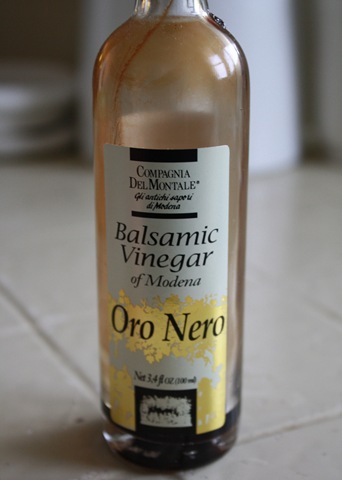 COMPAGNIA
DEL MONTALE®
Gli antichi sapori
di Modena
Balsamic
Vinegar
of Modena
Oro Nero
Net 3,4 fl oz (100 ml)